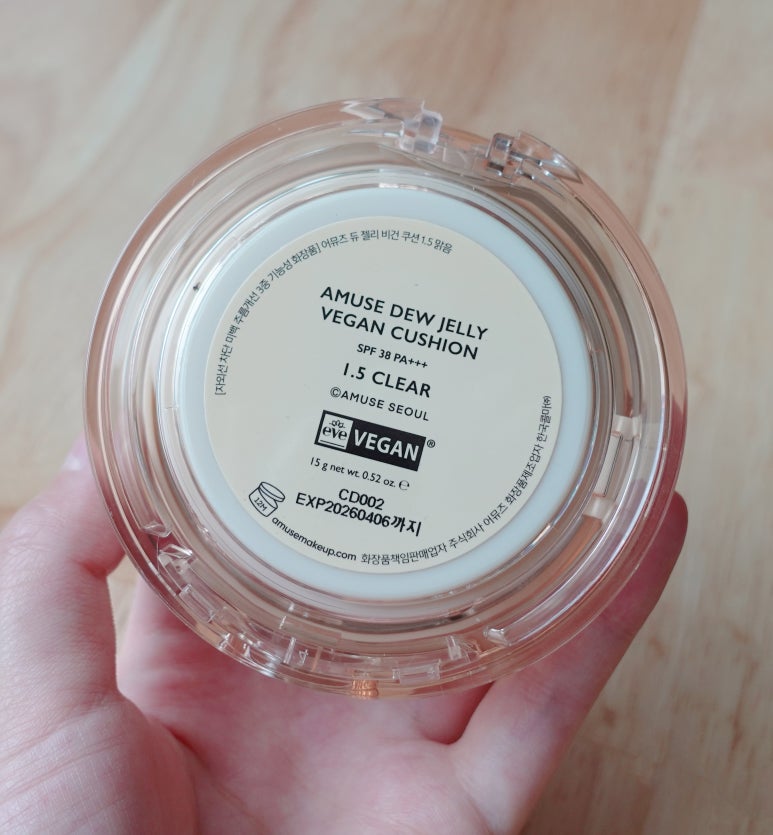 [자외선 차단 미백 주름개선 3중 기능성 화장품] 어뮤즈 듀 젤리 비건 쿠션 1.5 맑음
AMUSE DEW JELLY
VEGAN CUSHION
SPF 38 PA+++
1.5 CLEAR
©AMUSE SEOUL
eve VEGAN®
15 g net wt. 0.52 oz. ℮
CD002
EXP20260406까지
12M
amusemakeup.com 화장품책임판매업자 주식회사 어뮤즈 화장품제조업자 한국콜마㈜